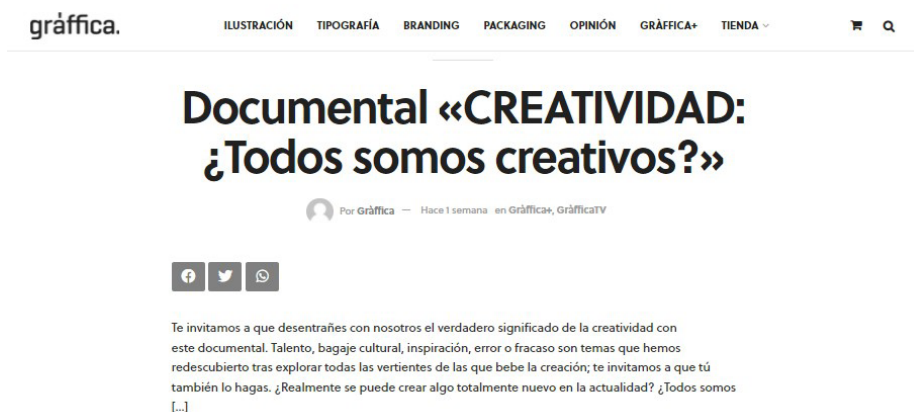 gràffica.
ILUSTRACIÓN TIPOGRAFÍA BRANDING PACKAGING OPINIÓN GRÀFFICA+ TIENDA
Documental «CREATIVIDAD:
¿Todos somos creativos?»
Por Gràffica — Hace 1 semana en Gràffica+, GràfficaTV
Te invitamos a que desentrañes con nosotros el verdadero significado de la creatividad con
este documental. Talento, bagaje cultural, inspiración, error o fracaso son temas que hemos
redescubierto tras explorar todas las vertientes de las que bebe la creación; te invitamos a que tú
también lo hagas. ¿Realmente se puede crear algo totalmente nuevo en la actualidad? ¿Todos somos
[...]